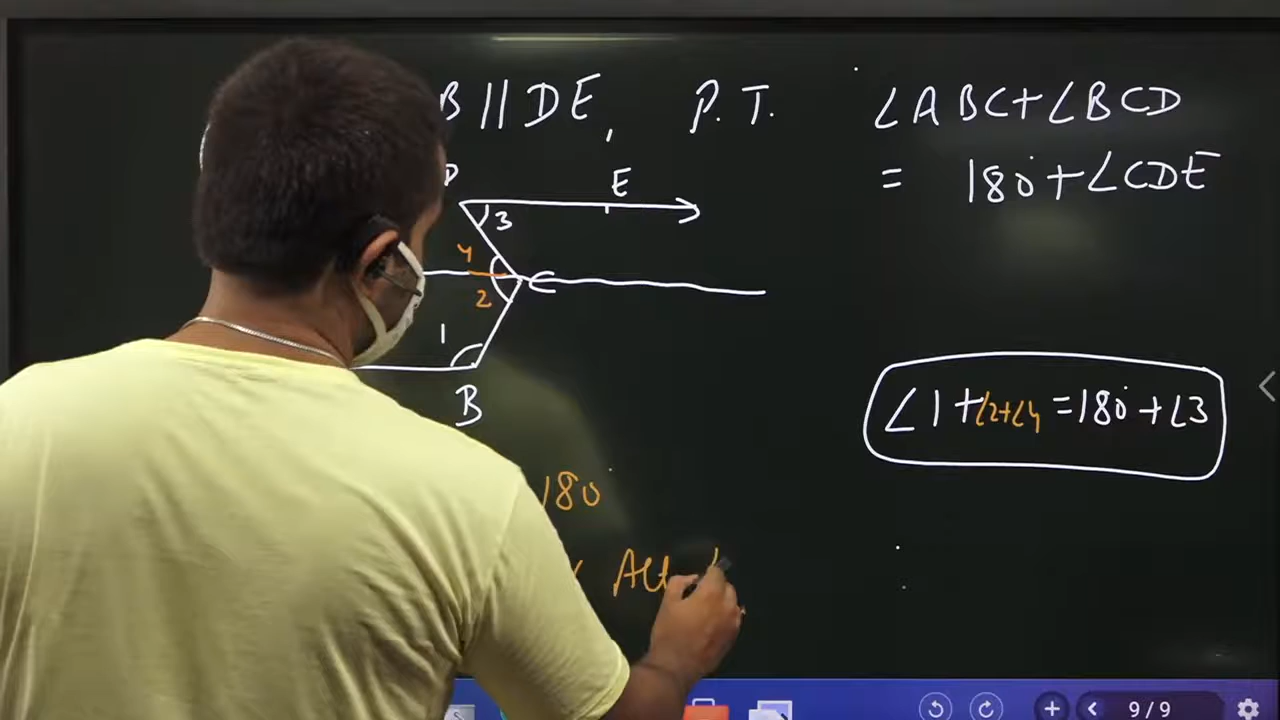 B || DE, P.T. ∠ABC+∠BCD
= 180°+∠CDE
D
E
3
4
C
2
1
B
∠1+∠2+∠4=180°+∠3
180°
9/9